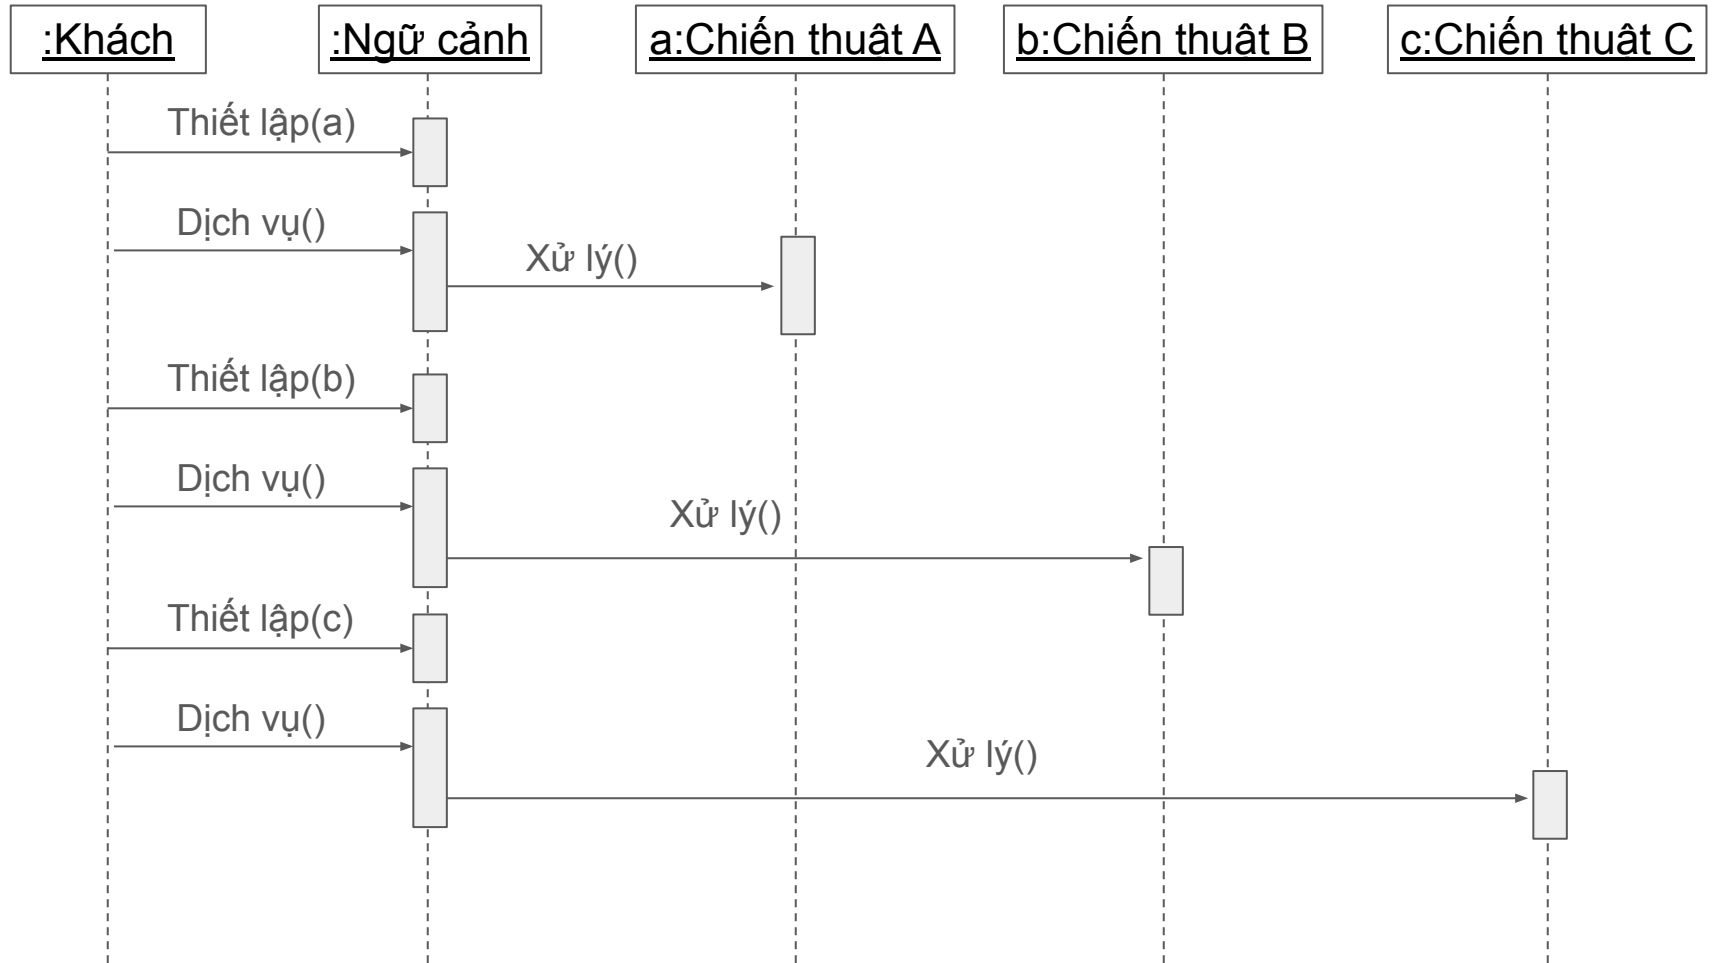 :Khách
:Ngữ cảnh
a:Chiến thuật A
b:Chiến thuật B
c:Chiến thuật C
Thiết lập(a)
Dịch vụ()
Xử lý()
Thiết lập(b)
Dịch vụ()
Xử lý()
Thiết lập(c)
Dịch vụ()
Xử lý()